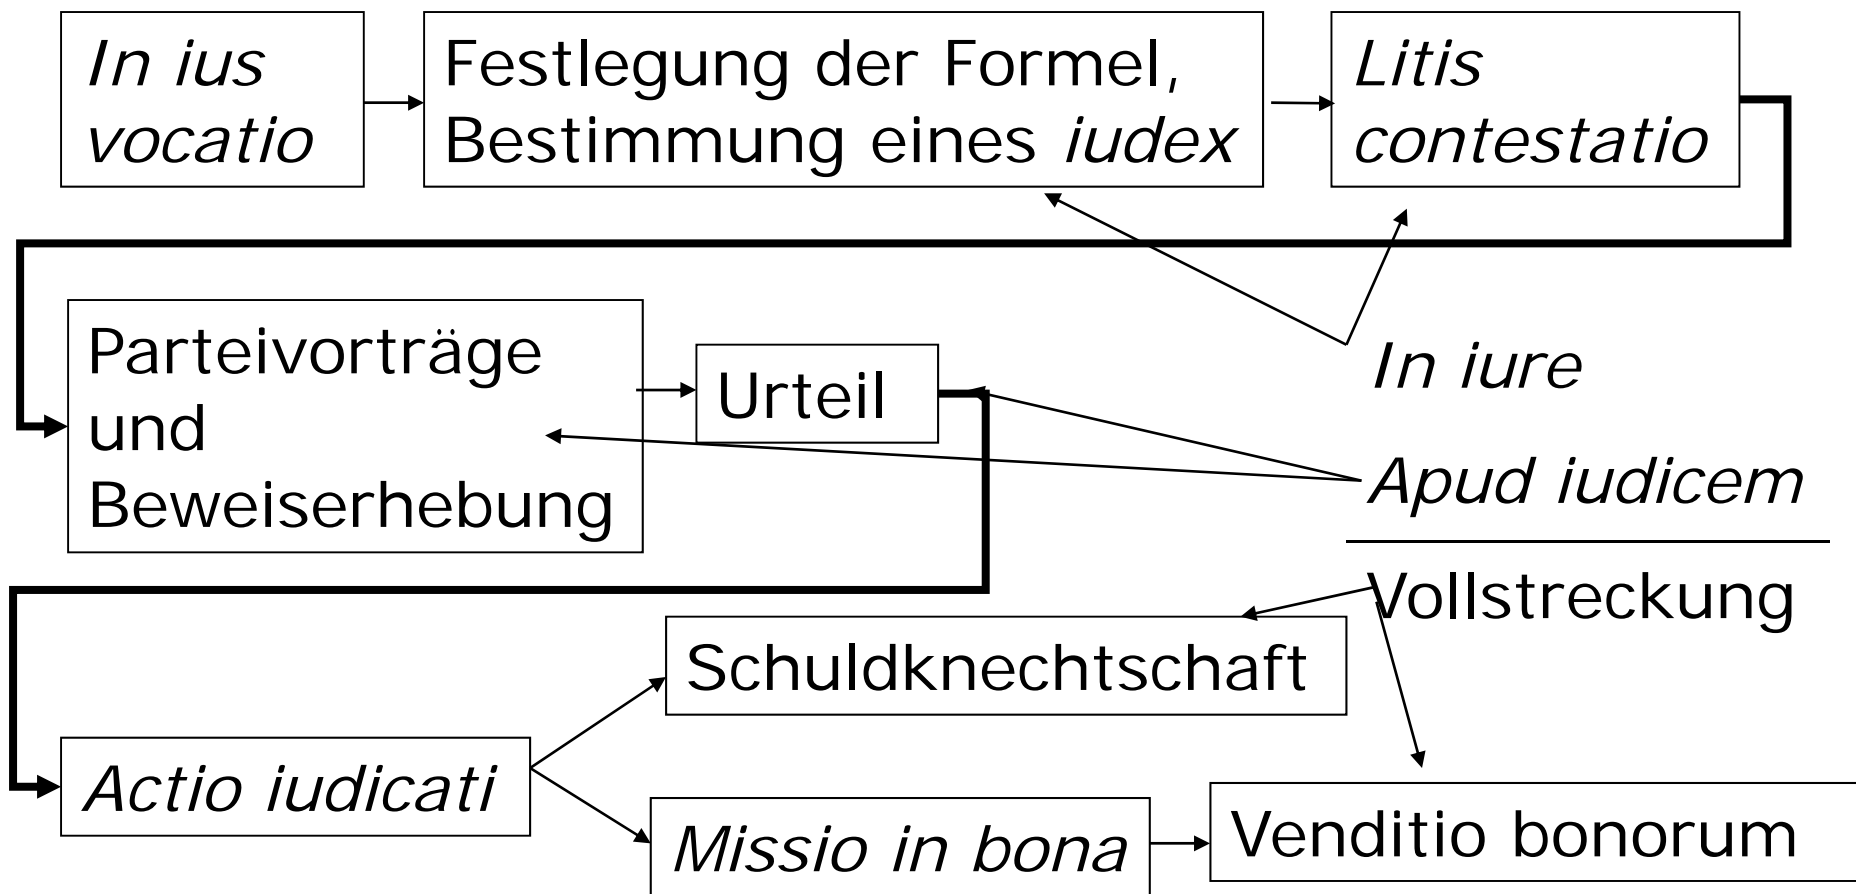 In ius
vocatio
Festlegung der Formel,
Bestimmung eines iudex
Litis
contestatio
Parteivorträge
und
Beweiserhebung
Urteil
In iure
Apud iudicem
Vollstreckung
Schuldknechtschaft
Actio iudicati
Missio in bona
Venditio bonorum